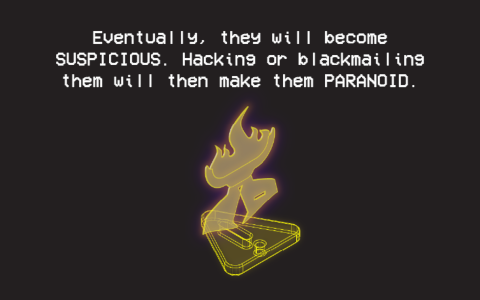 Eventually, they will become
SUSPICIOUS. Hacking or blackmailing
them will then make them PARANOID.